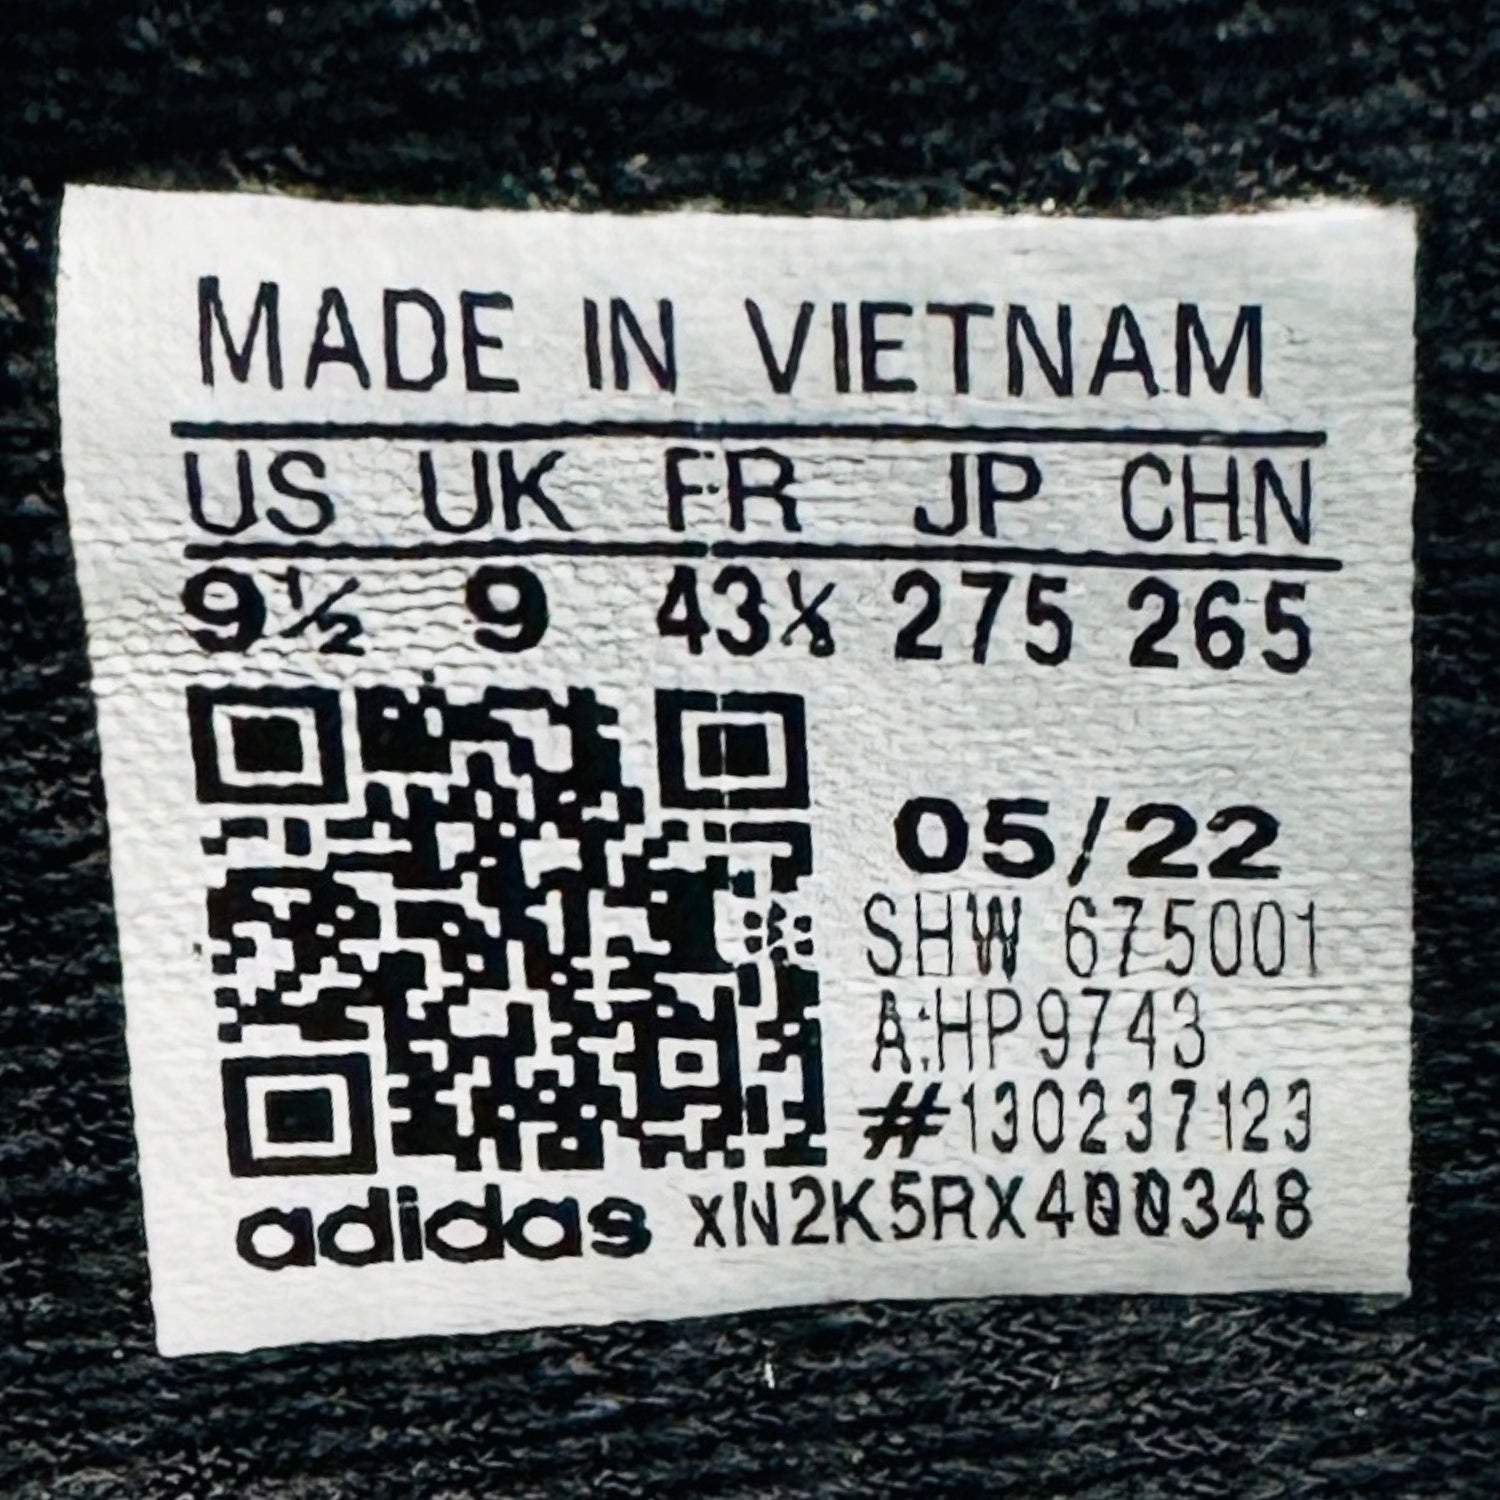 MADE IN VIETNAM
US UK FR JP CHN
9½ 9 43⅓ 275 265
05/22
SHW 675001
A:HP9743
#130237123
adidas xN2K5RX400348